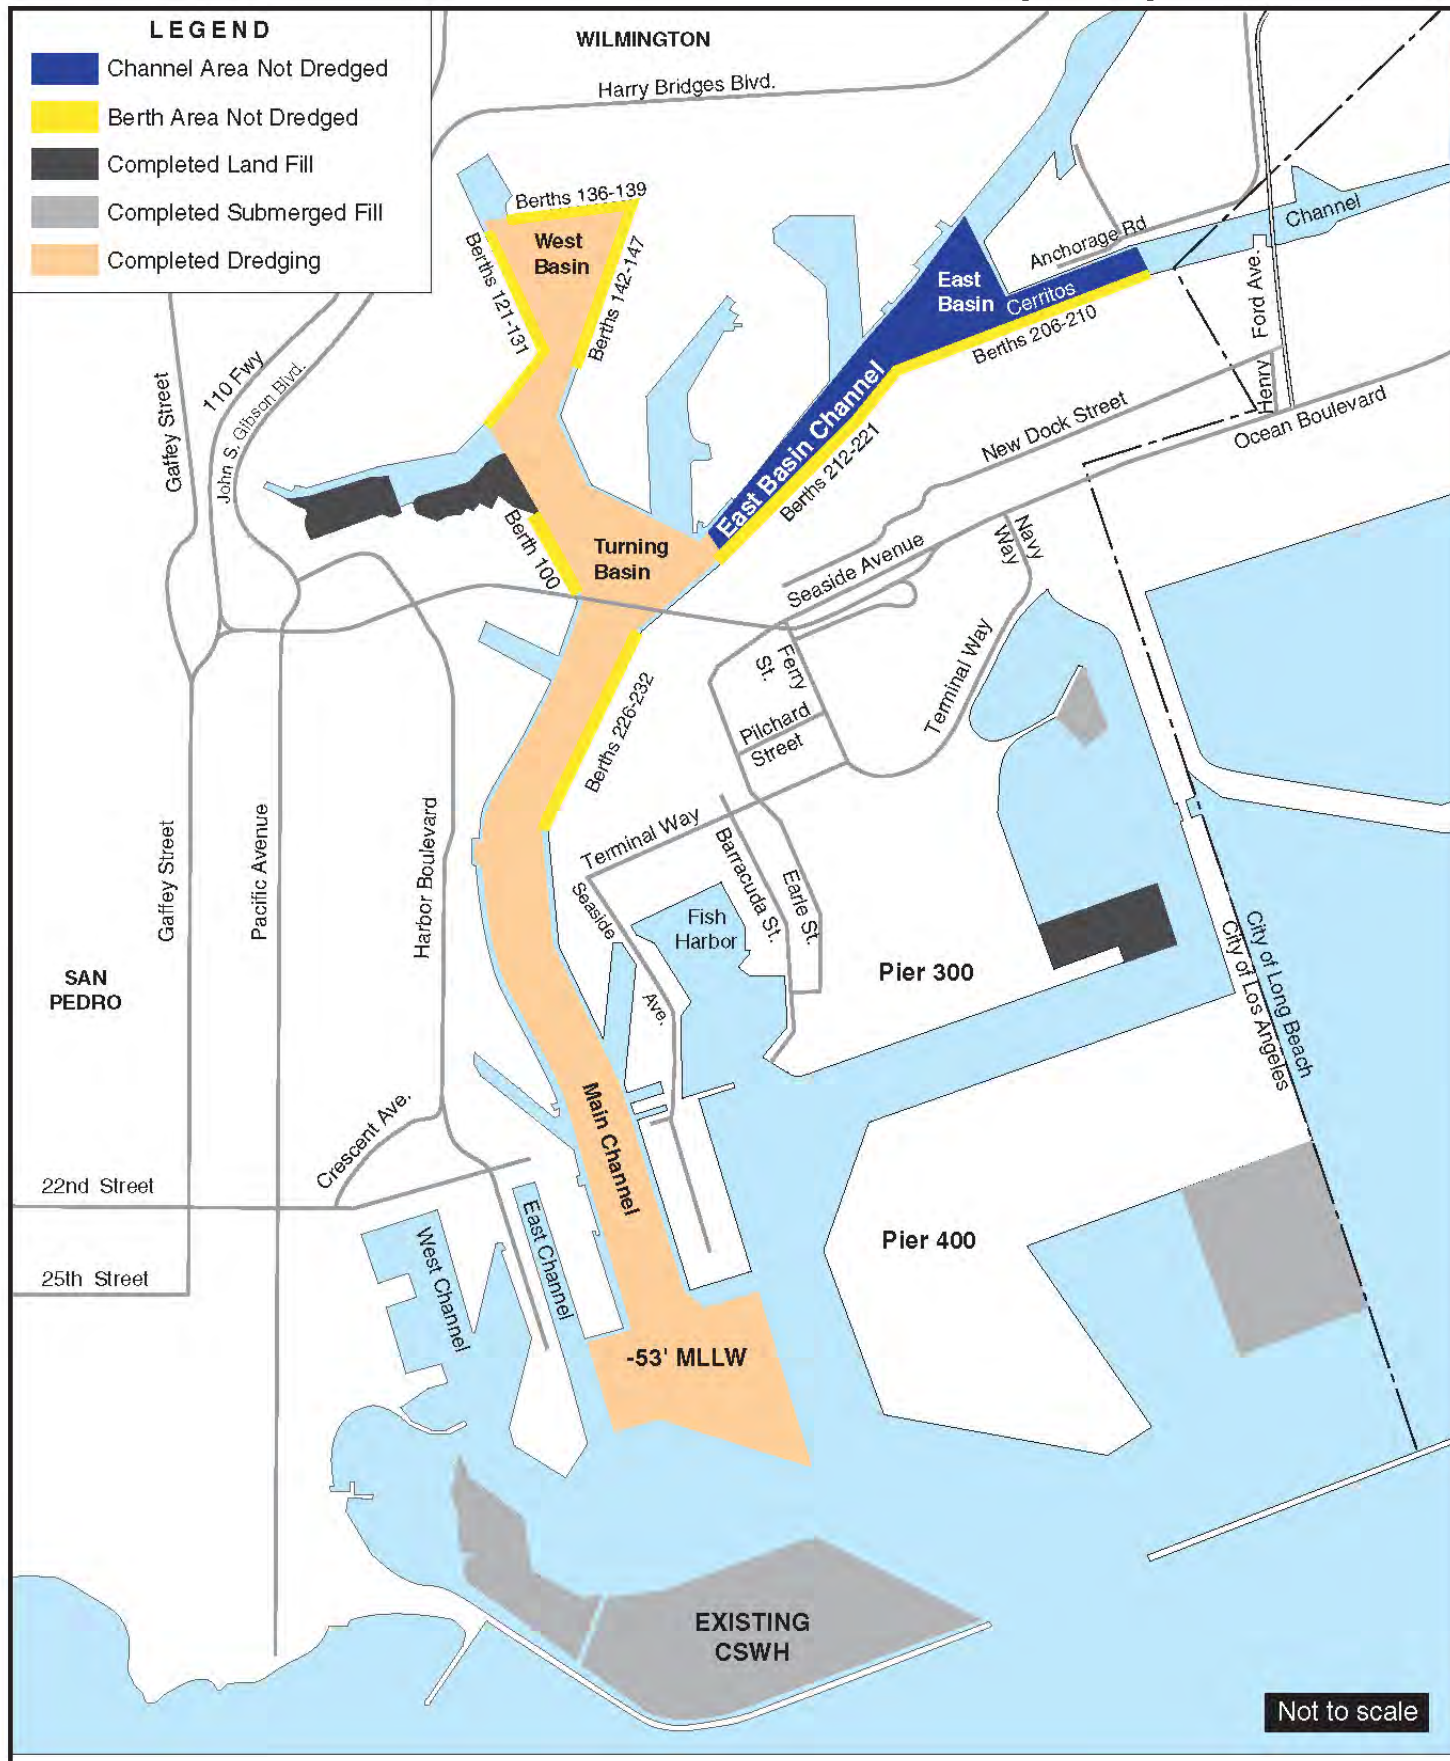 LEGEND
Channel Area Not Dredged
Berth Area Not Dredged
Completed Land Fill
Completed Submerged Fill
Completed Dredging
WILMINGTON
Harry Bridges Blvd.
Berths 136-139
West
Basin
Berths 121-131
Berths 142-147
East
Basin
Anchorage Rd
Cerritos
Channel
Berths 206-210
Ford Ave.
Henry
East Basin Channel
Berths 212-221
New Dock Street
Ocean Boulevard
Gaffey Street
110 Fwy
John S. Gibson Blvd.
Berth 100
Turning
Basin
Seaside Avenue
Navy
Way
Ferry
St.
Terminal Way
Pilchard
Street
Berths 226-232
Gaffey Street
Pacific Avenue
Harbor Boulevard
Terminal Way
Seaside
Ave.
Barracuda St.
Earle St.
Fish
Harbor
Pier 300
City of Long Beach
City of Los Angeles
SAN
PEDRO
Main Channel
Crescent Ave.
22nd Street
25th Street
West Channel
East Channel
Pier 400
-53' MLLW
EXISTING
CSWH
Not to scale